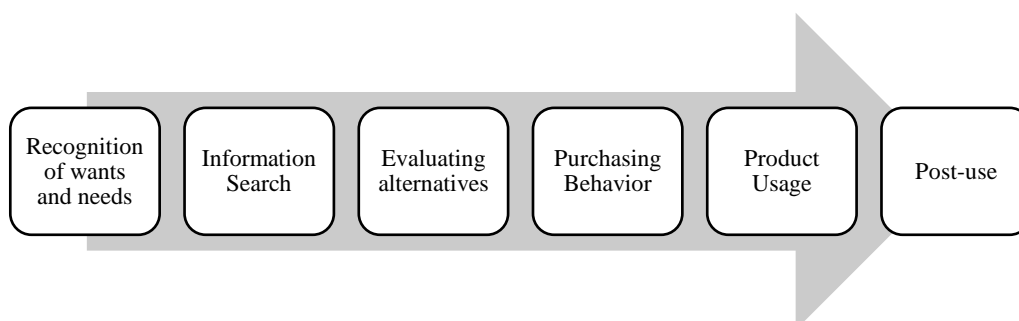 Recognition
of wants
and needs
Information
Search
Evaluating
alternatives
Purchasing
Behavior
Product
Usage
Post-use